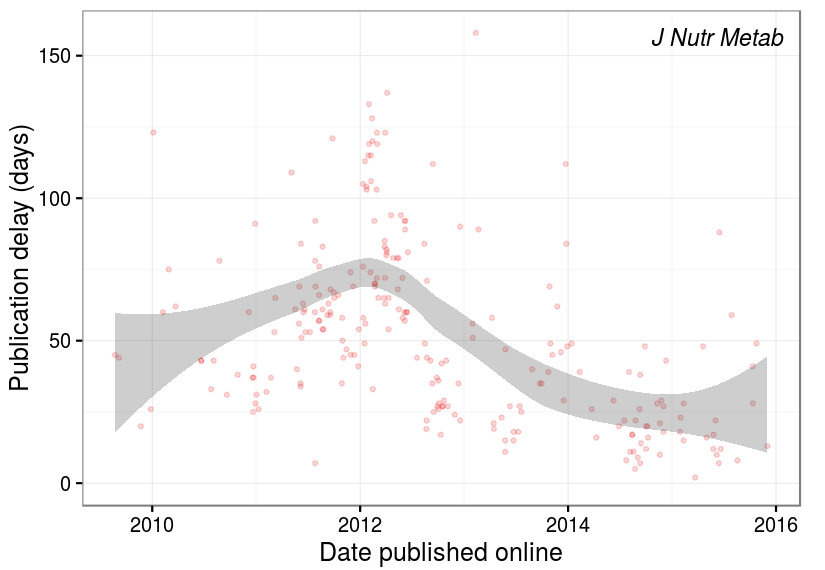 J Nutr Metab
150
100
50
0
Publication delay (days)
2010 2012 2014 2016
Date published online